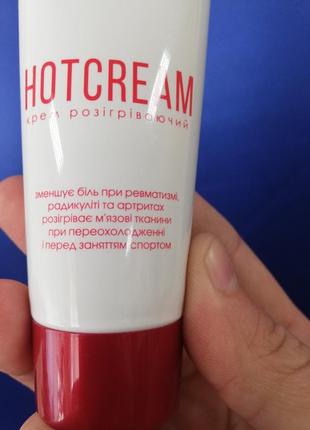 HOTCREAM
крем розігріваючий
зменшує біль при ревматизмі,
радикуліті та артритах
розігріває м'язові тканини
при переохолодженні
і перед заняттям спортом